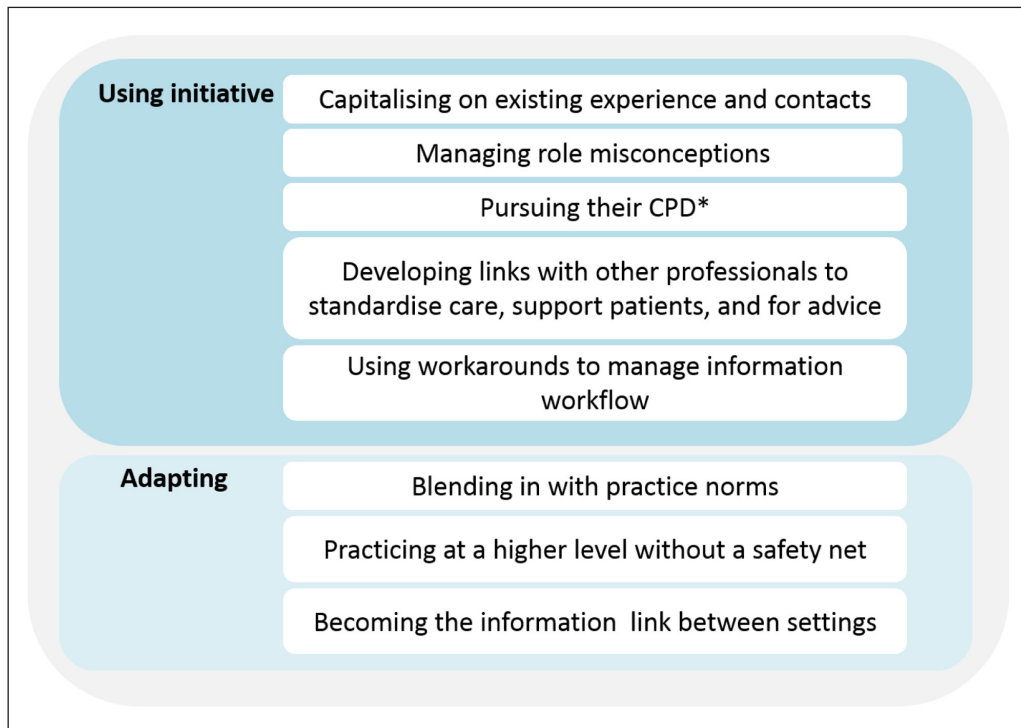 Using initiative
Capitalising on existing experience and contacts
Managing role misconceptions
Pursuing their CPD*
Developing links with other professionals to
standardise care, support patients, and for advice
Using workarounds to manage information
workflow
Adapting
Blending in with practice norms
Practicing at a higher level without a safety net
Becoming the information  link between settings